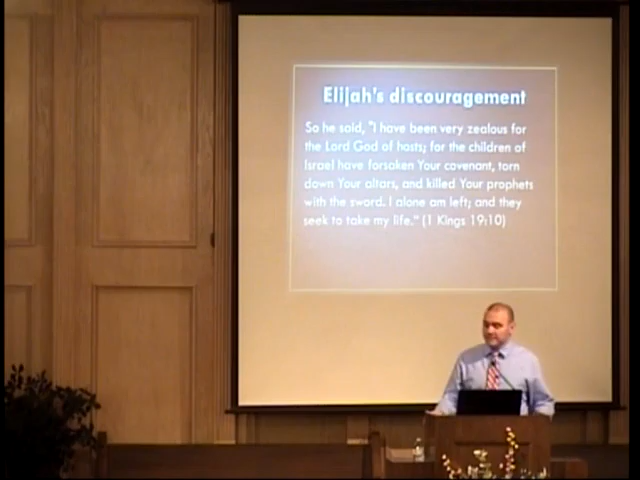 Elijah's discouragement
So he said, "I have been very zealous for
the Lord God of hosts; for the children of
Israel have forsaken Your covenant, torn
down Your altars, and killed Your prophets
with the sword. I alone am left; and they
seek to take my life." (1 Kings 19:10)